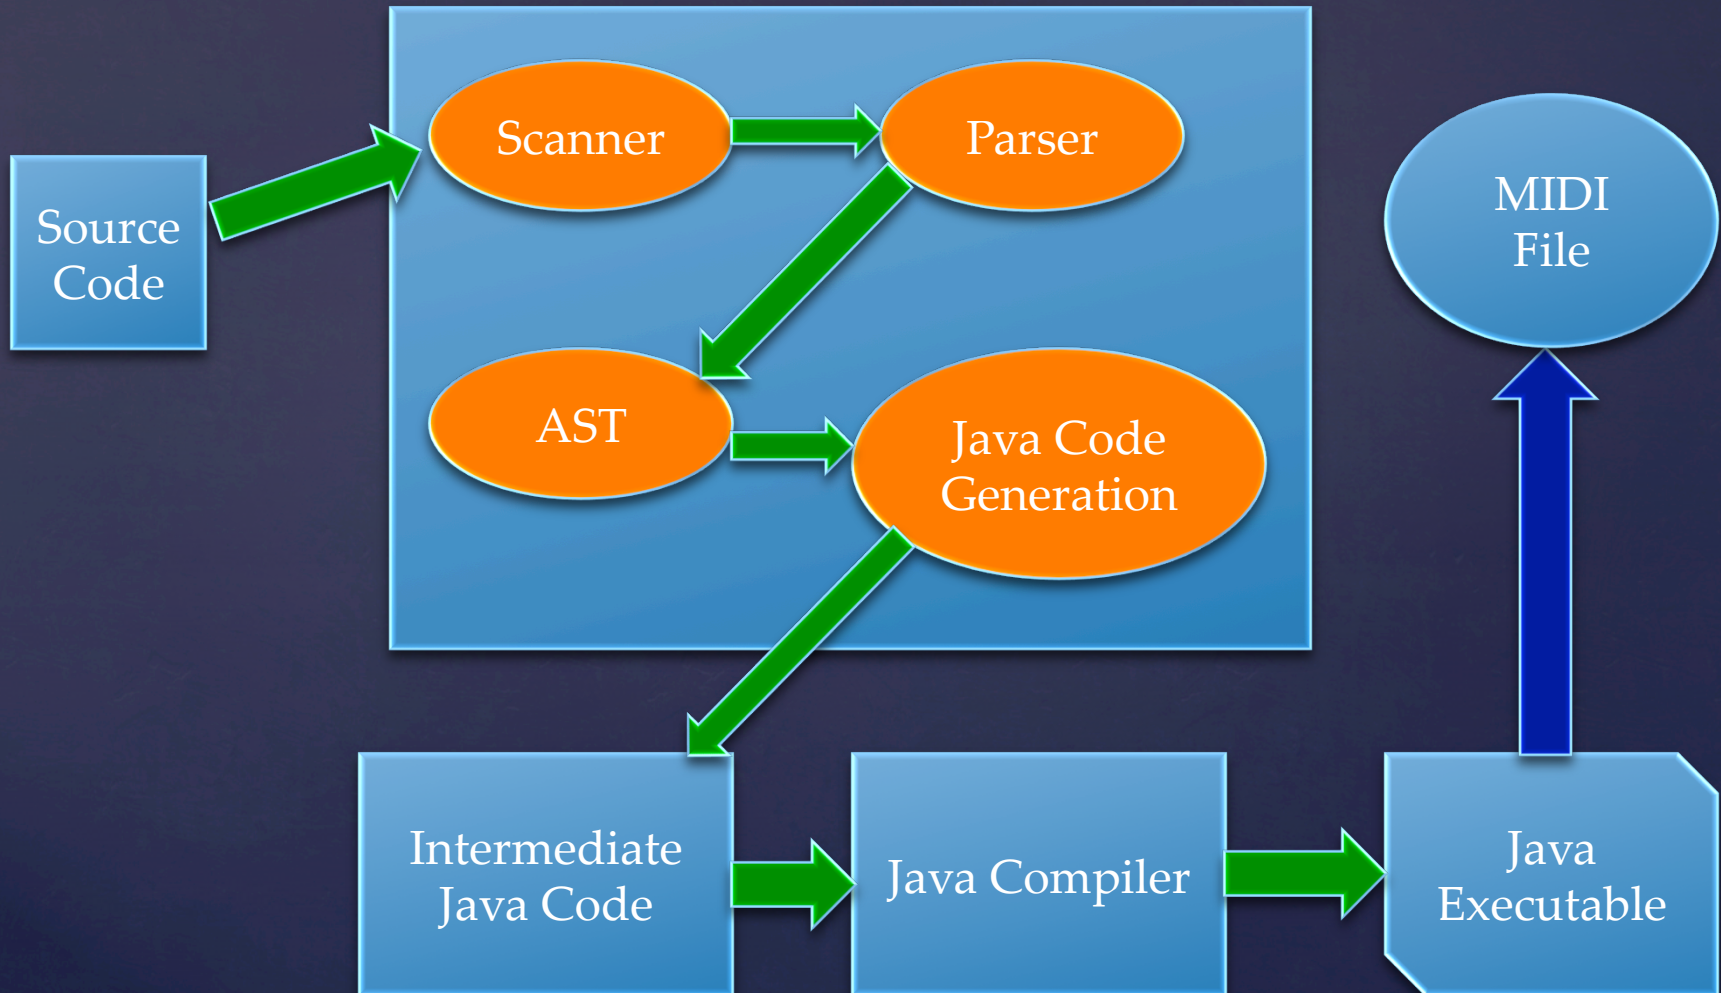 Scanner
Parser
Source
Code
MIDI
File
AST
Java Code
Generation
Intermediate
Java Code
Java Compiler
Java
Executable